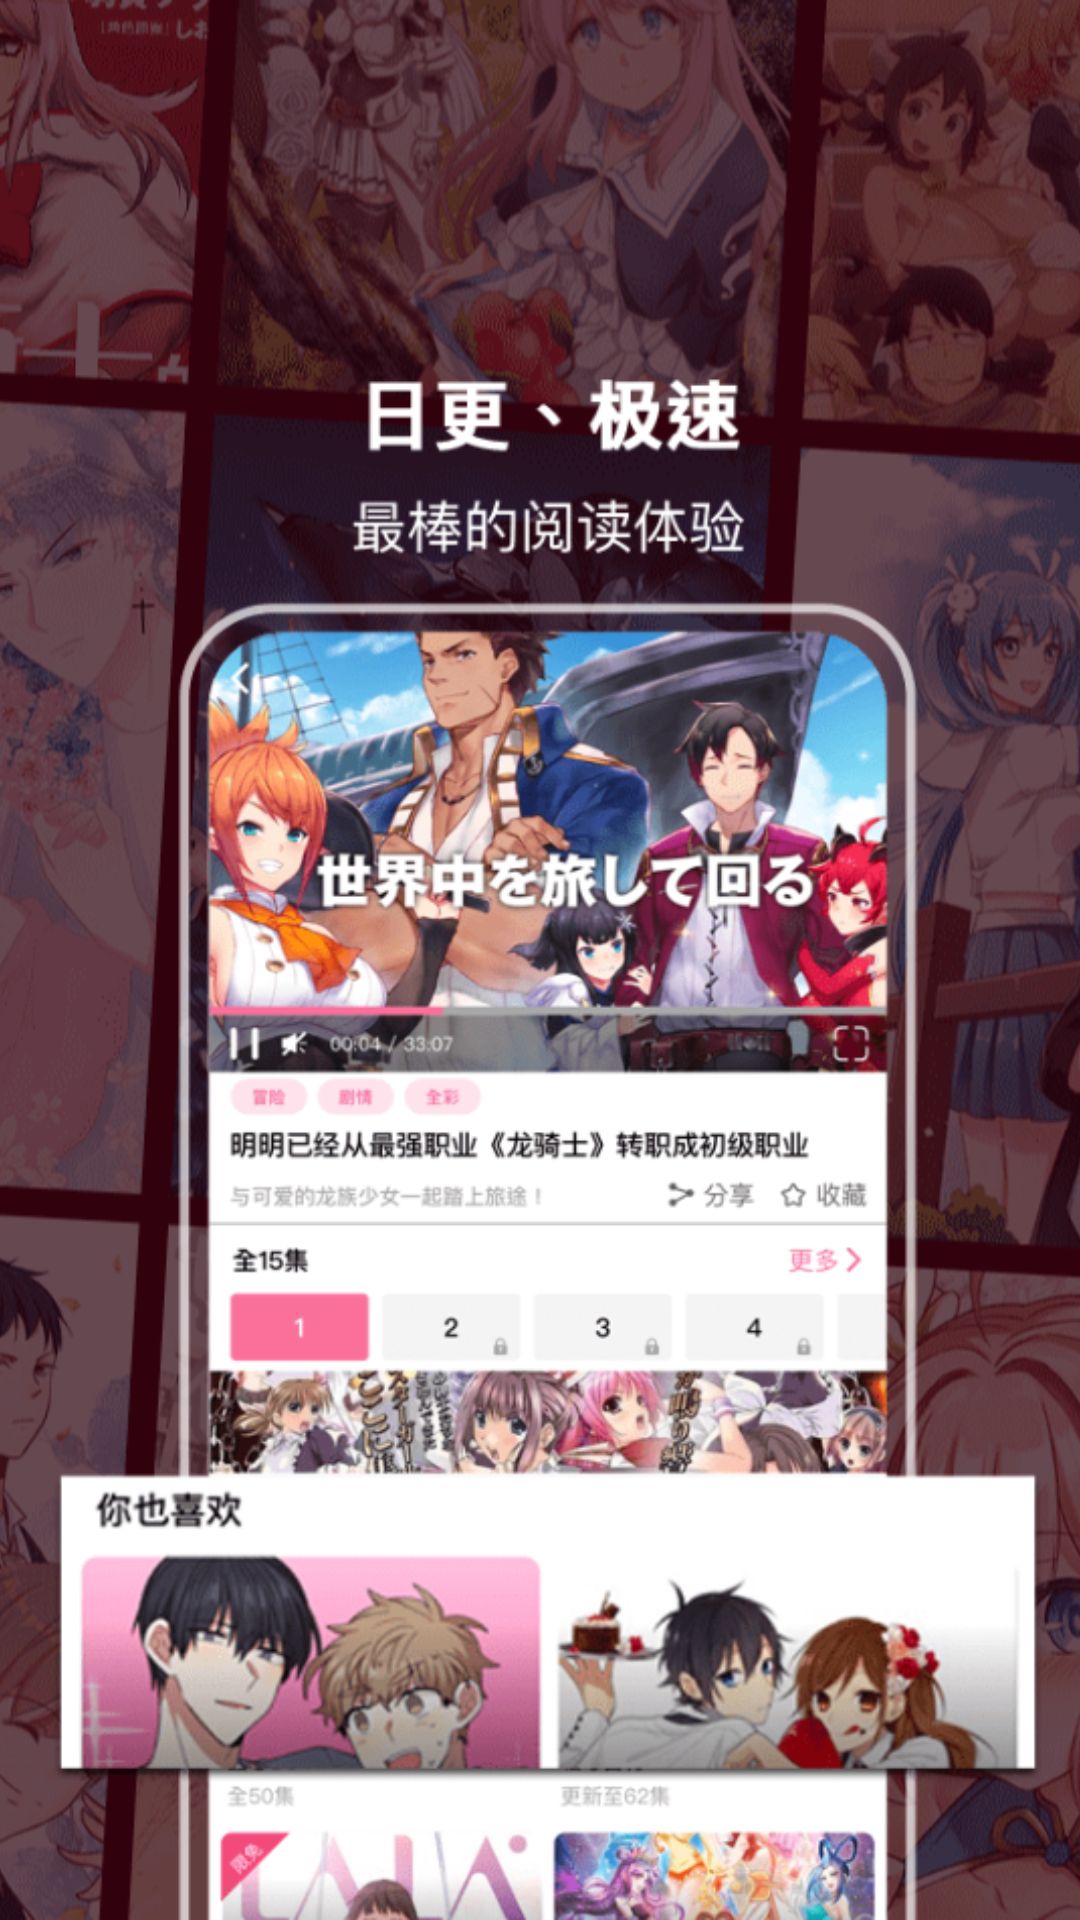 日更、极速
最棒的阅读体验
世界中を旅して回る
00:04 / 33:07
冒险 剧情 全彩
明明已经从最强职业《龙骑士》转职成初级职业
与可爱的龙族少女一起踏上旅途！ 分享 收藏
全15集 更多
1 2 3 4
你也喜欢
全50集 更新至62集
限免